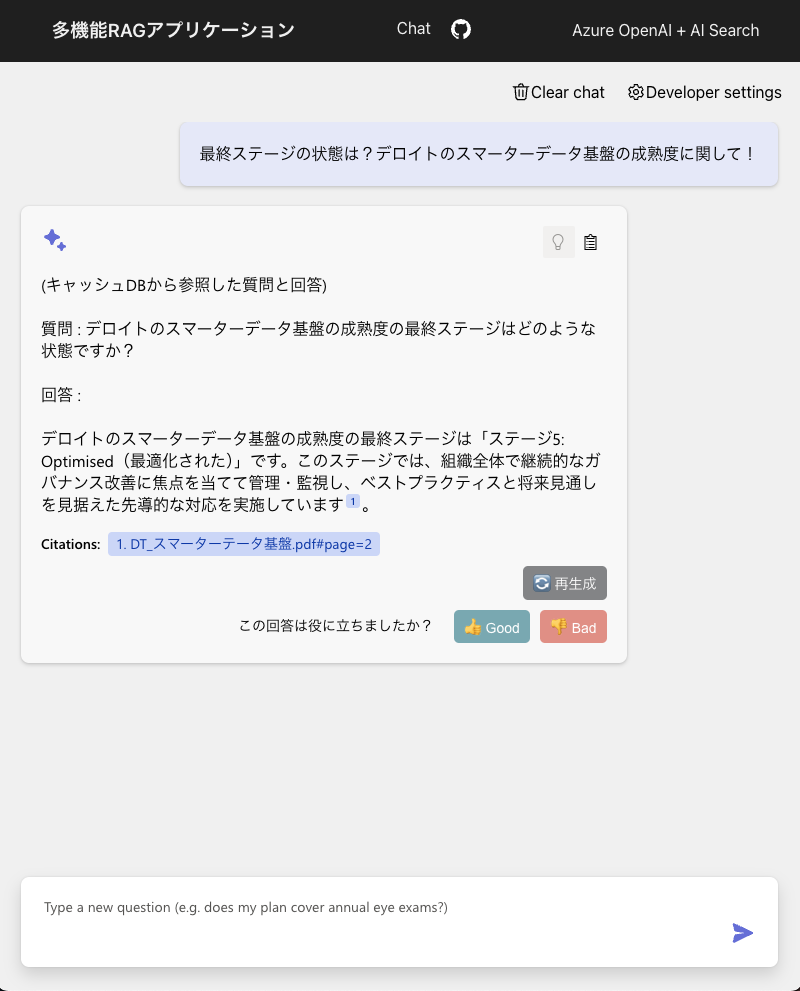 多機能RAGアプリケーション
Chat
Azure OpenAI + AI Search
Clear chat
Developer settings
最終ステージの状態は？デロイトのスマーターデータ基盤の成熟度に関して！
(キャッシュDBから参照した質問と回答)
質問 : デロイトのスマーターデータ基盤の成熟度の最終ステージはどのような
状態ですか？
回答 :
デロイトのスマーターデータ基盤の成熟度の最終ステージは「ステージ5:
Optimised（最適化された）」です。このステージでは、組織全体で継続的なガ
バナンス改善に焦点を当てて管理・監視し、ベストプラクティスと将来見通し
を見据えた先導的な対応を実施しています 1 。
Citations: 1. DT_スマーターテータ基盤.pdf#page=2
再生成
この回答は役に立ちましたか？
👍 Good
👎 Bad
Type a new question (e.g. does my plan cover annual eye exams?)